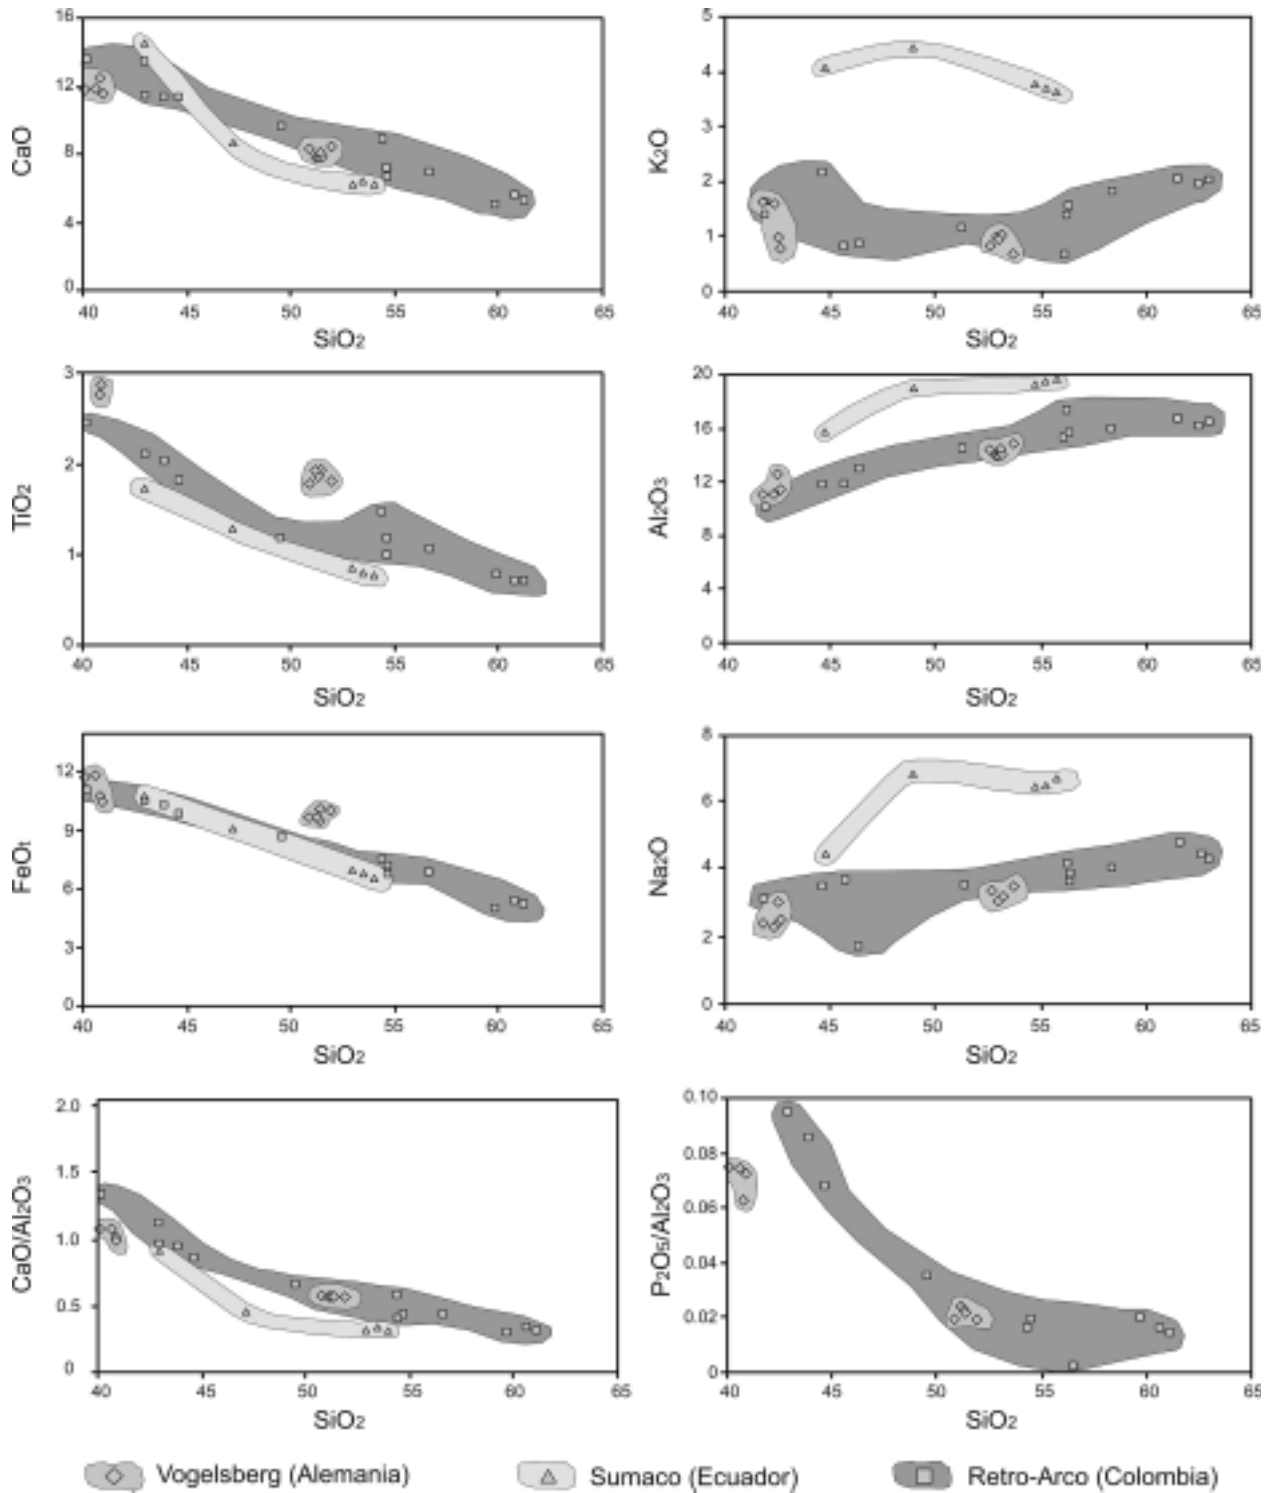 16
12
8
4
0
CaO
40 45 50 55 60 65
SiO2
5
4
3
2
1
0
K2O
40 45 50 55 60 65
SiO2
3
2
1
0
TiO2
40 45 50 55 60 65
SiO2
20
16
12
8
4
0
Al2O3
40 45 50 55 60 65
SiO2
12
9
6
3
0
FeOt
40 45 50 55 60 65
SiO2
8
6
4
2
0
Na2O
40 45 50 55 60 65
SiO2
2.0
1.5
1.0
0.5
0
CaO/Al2O3
40 45 50 55 60 65
SiO2
0.10
0.08
0.06
0.04
0.02
0
P2O5/Al2O3
40 45 50 55 60 65
SiO2
Vogelsberg (Alemania) Sumaco (Ecuador) Retro-Arco (Colombia)